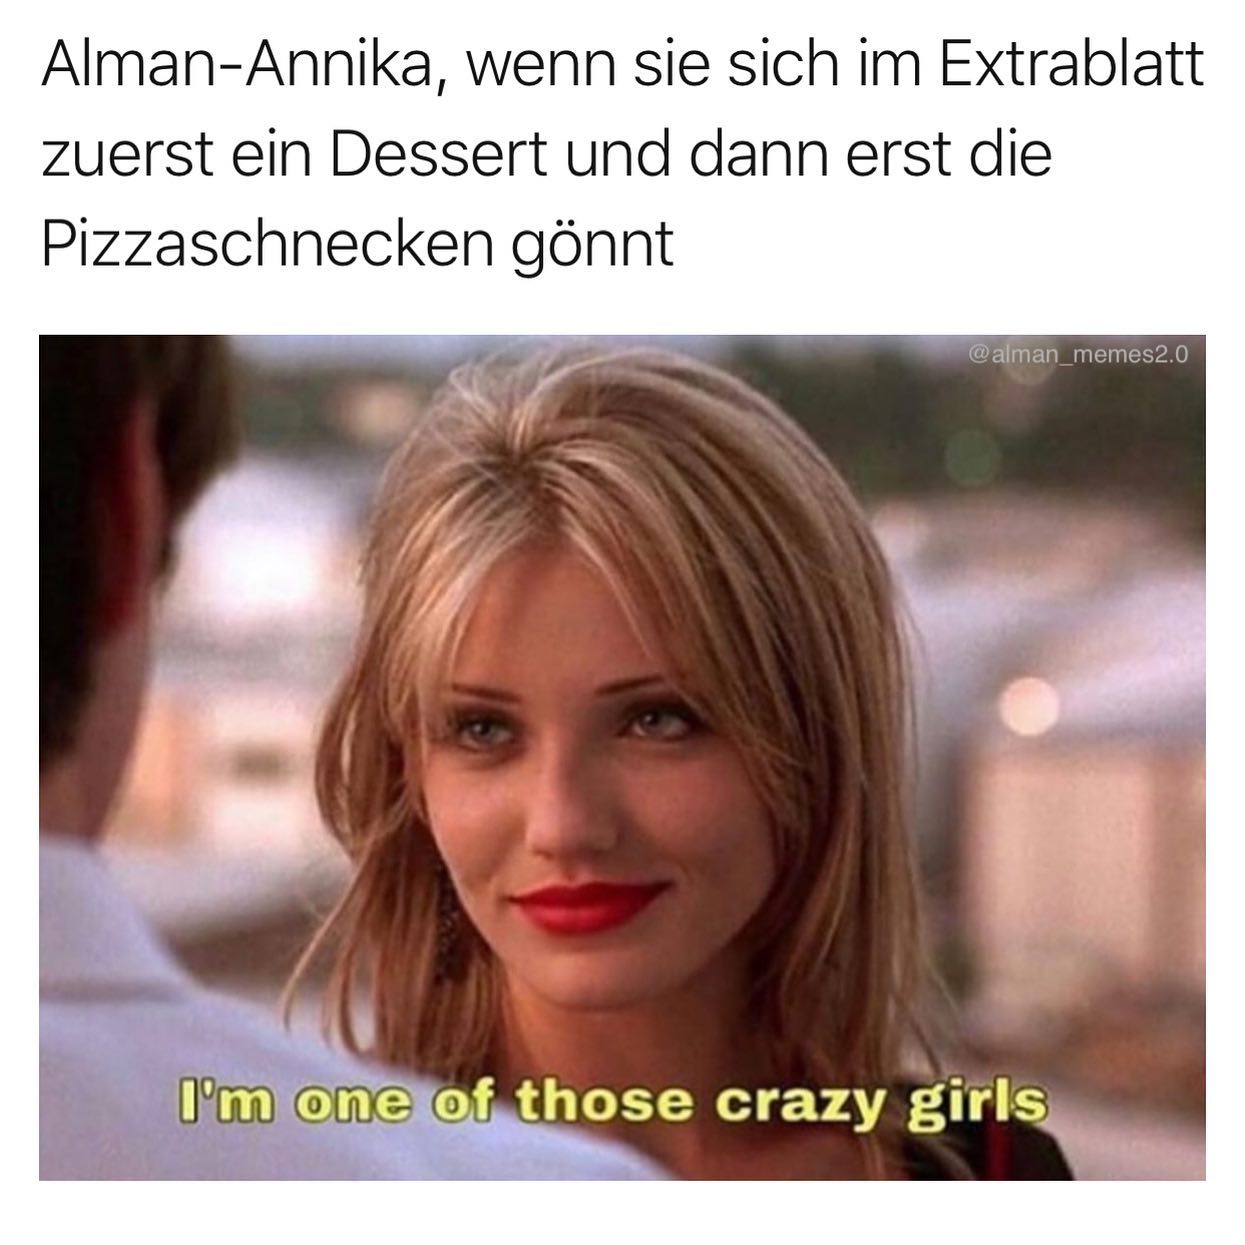 Alman-Annika, wenn sie sich im Extrablatt
zuerst ein Dessert und dann erst die
Pizzaschnecken gönnt
@alman_memes2.0
I'm one of those crazy girls